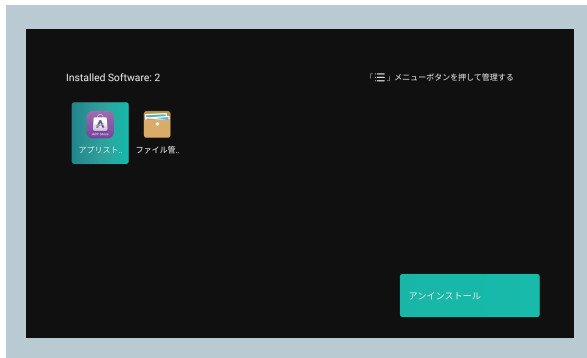 Installed Software: 2
「☰」メニューボタンを押して管理する
アプリスト..
ファイル管..
アンインストール